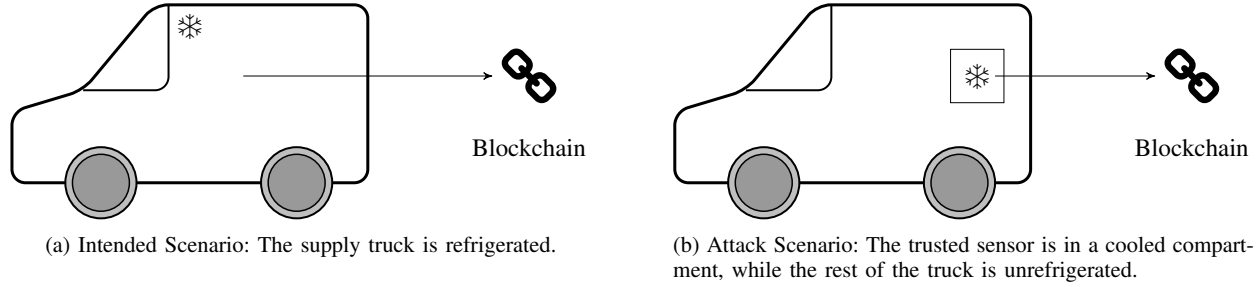 Blockchain
(a) Intended Scenario: The supply truck is refrigerated.
Blockchain
(b) Attack Scenario: The trusted sensor is in a cooled compart-
ment, while the rest of the truck is unrefrigerated.